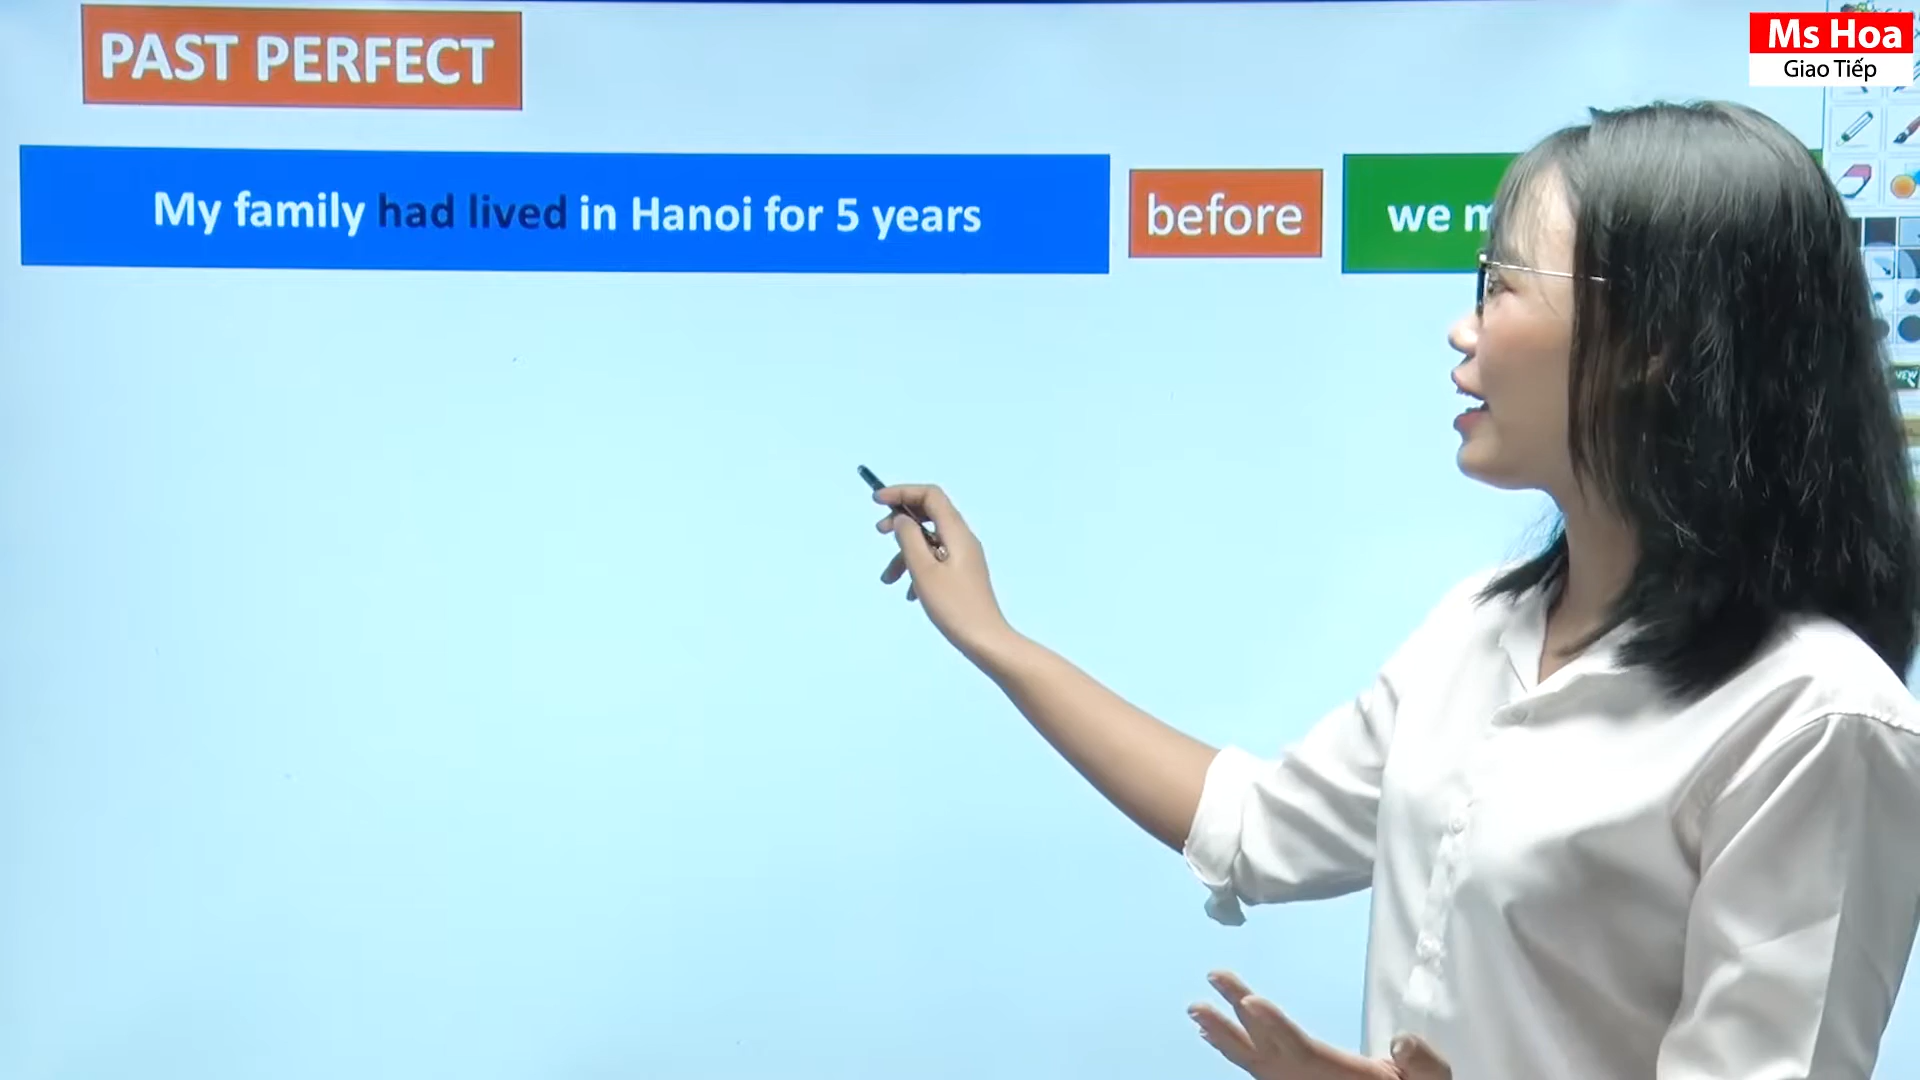 Ms Hoa
Giao Tiếp
PAST PERFECT
My family had lived in Hanoi for 5 years before we